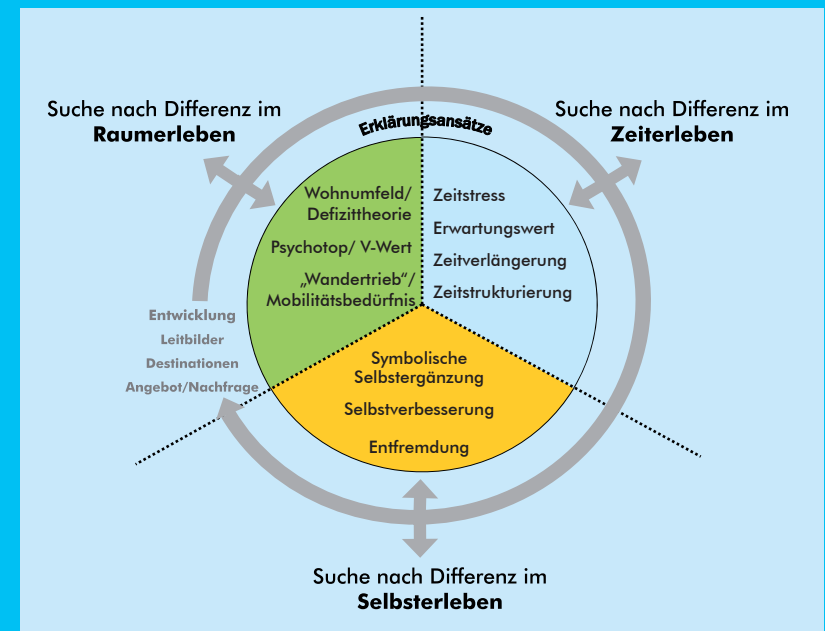 Suche nach Differenz im
Raumerleben
Suche nach Differenz im
Zeiterleben
Erklärungsansätze
Wohnumfeld/
Defizittheorie
Psychotop/ V-Wert
„Wandertrieb“/
Mobilitätsbedürfnis
Zeitstress
Erwartungswert
Zeitverlängerung
Zeitstrukturierung
Entwicklung
Leitbilder
Destinationen
Angebot/Nachfrage
Symbolische
Selbstergänzung
Selbstverbesserung
Entfremdung
Suche nach Differenz im
Selbsterleben